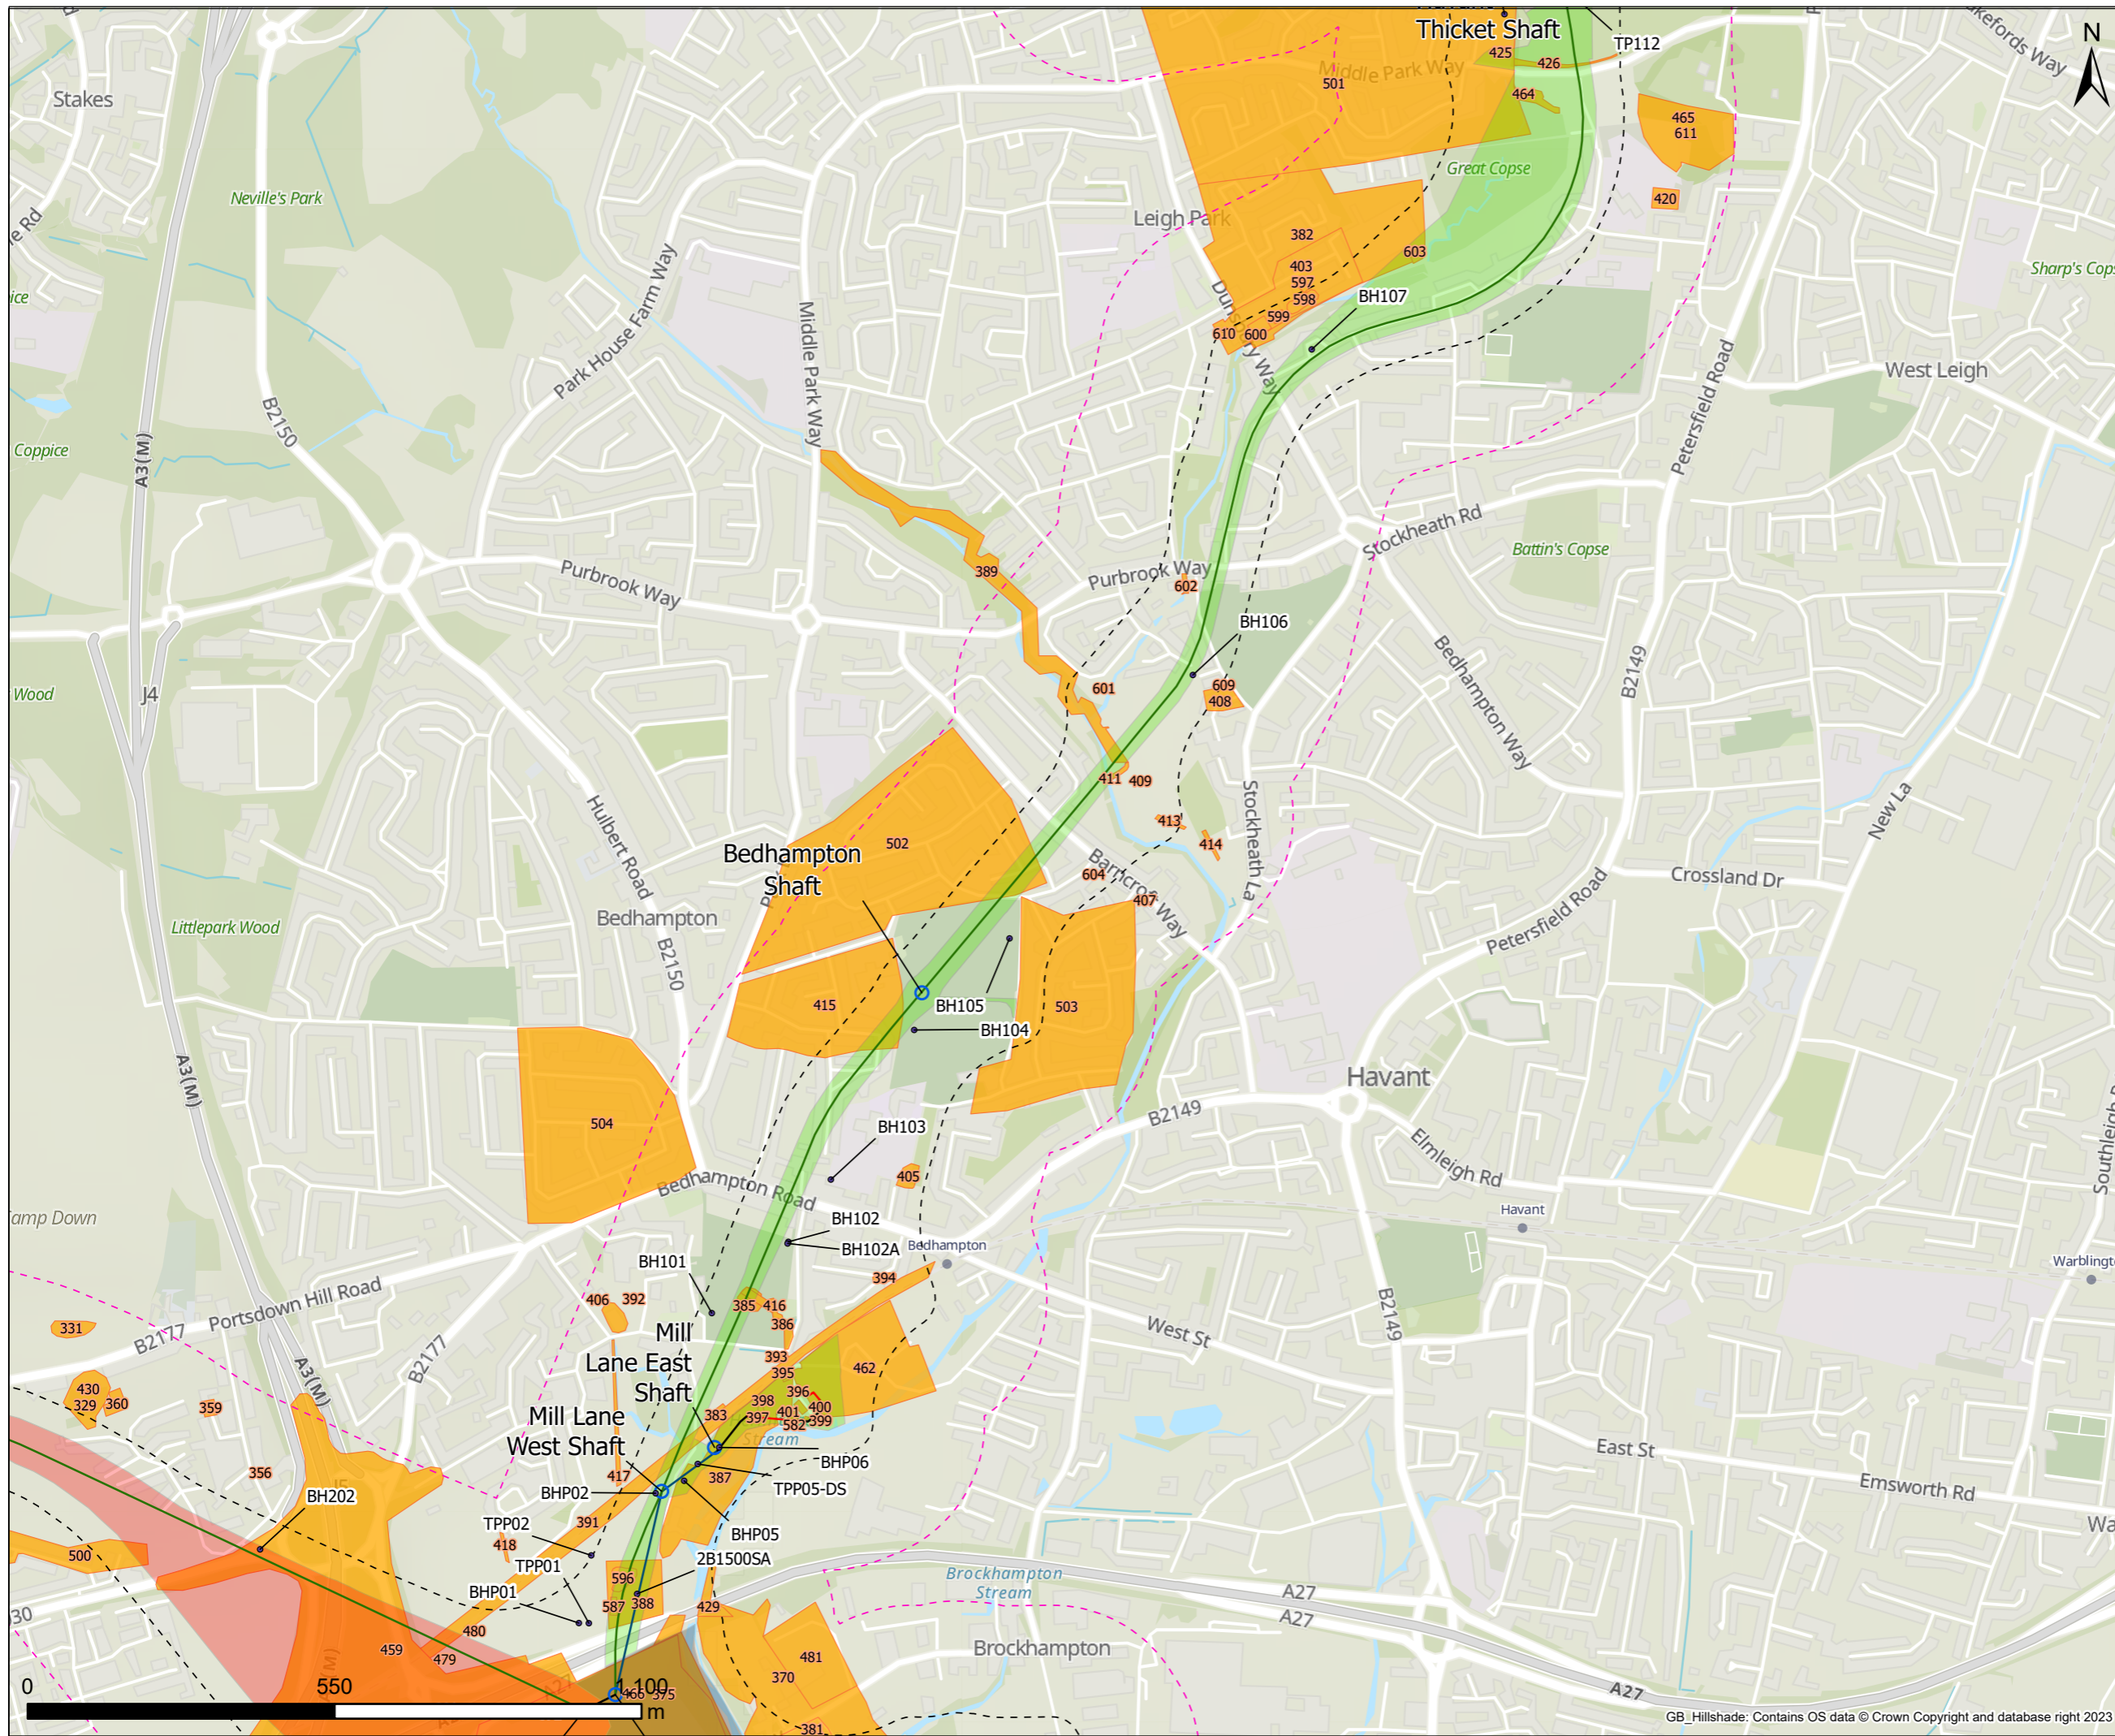 Thicket Shaft
TP112
N
akefords Way
Stakes
425
426
Middle Park Way
501
464
465
611
Neville's Park
Great Copse
420
Leigh Park
382
603
403
597
598
599
610
600
BH107
Sharp's Cops
Park House Farm Way
Middle Park Way
Petersfield Road
West Leigh
B2150
A3(M)
Coppice
Stockheath Rd
Battin's Copse
Purbrook Way
389
Purbrook Way
602
BH106
Bedhampton Way
B2149
Wood
J4
601
609
408
411
409
New La
Hulbert Road
502
413
414
Stockheath La
Bedhampton
Shaft
604
Barncroft Way
407
Crossland Dr
Petersfield Road
Littlepark Wood
Bedhampton
B2150
415
BH105
503
BH104
A3(M)
Havant
504
B2149
BH103
405
Elmleigh Rd
Bedhampton Road
amp Down
BH102
BH102A
Bedhampton
Havant
Warblingt
BH101
394
406
392
385
416
386
Portsdown Hill Road
B2177
331
Mill
Lane East
Shaft
393
395
462
West St
B2149
A3(M)
B2177
430
329
360
359
396
398
400
401
397
399
582
383
Mill Lane
West Shaft
Stream
East St
Emsworth Rd
356
J5
417
387
BHP06
TPP05-DS
BH202
BHP02
391
TPP02
BHP05
418
2B1500SA
500
TPP01
596
BHP01
587
388
429
Brockhampton
Stream
A27
A27
Brockhampton
480
459
479
481
370
466
375
381
A27
A27
0
550
1,100
m
GB_Hillshade: Contains OS data © Crown Copyright and database right 2023